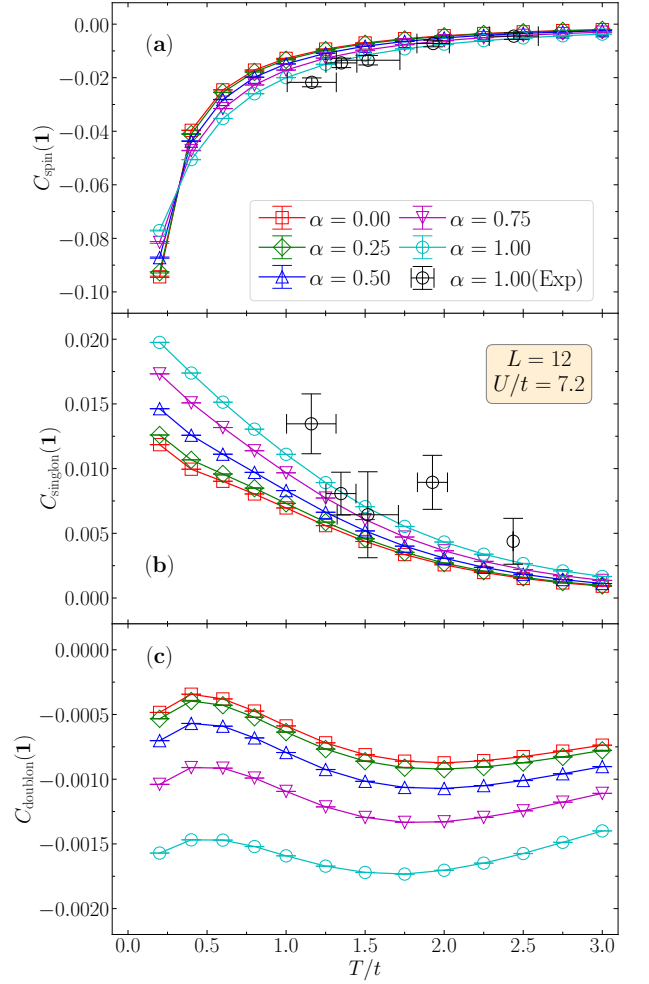 0.00
−0.02
−0.04
−0.06
−0.08
−0.10
C_spin(𝟏)
(𝐚)
α = 0.00
α = 0.25
α = 0.50
α = 0.75
α = 1.00
α = 1.00(Exp)
0.020
0.015
0.010
0.005
0.000
C_singlon(𝟏)
L = 12
U/t = 7.2
(𝐛)
0.0000
−0.0005
−0.0010
−0.0015
−0.0020
C_doublon(𝟏)
(𝐜)
0.0 0.5 1.0 1.5 2.0 2.5 3.0
T/t